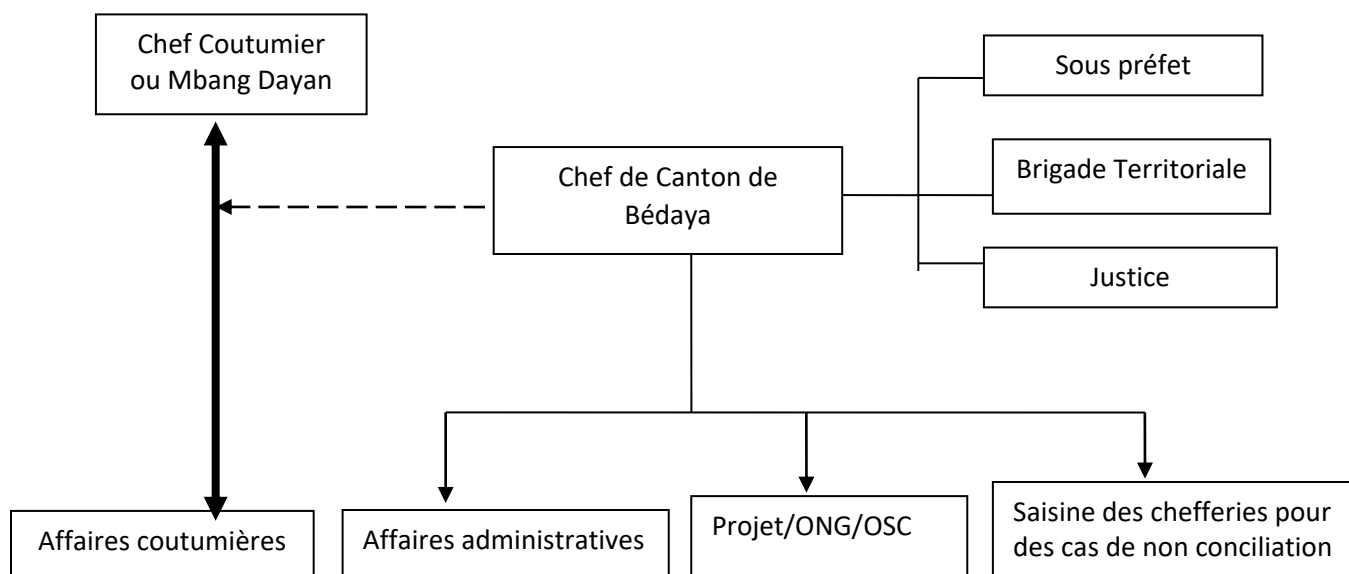 Chef Coutumier
ou Mbang Dayan
Sous préfet
Chef de Canton de
Bédaya
Brigade Territoriale
Justice
Affaires coutumières
Affaires administratives
Projet/ONG/OSC
Saisine des chefferies pour
des cas de non conciliation